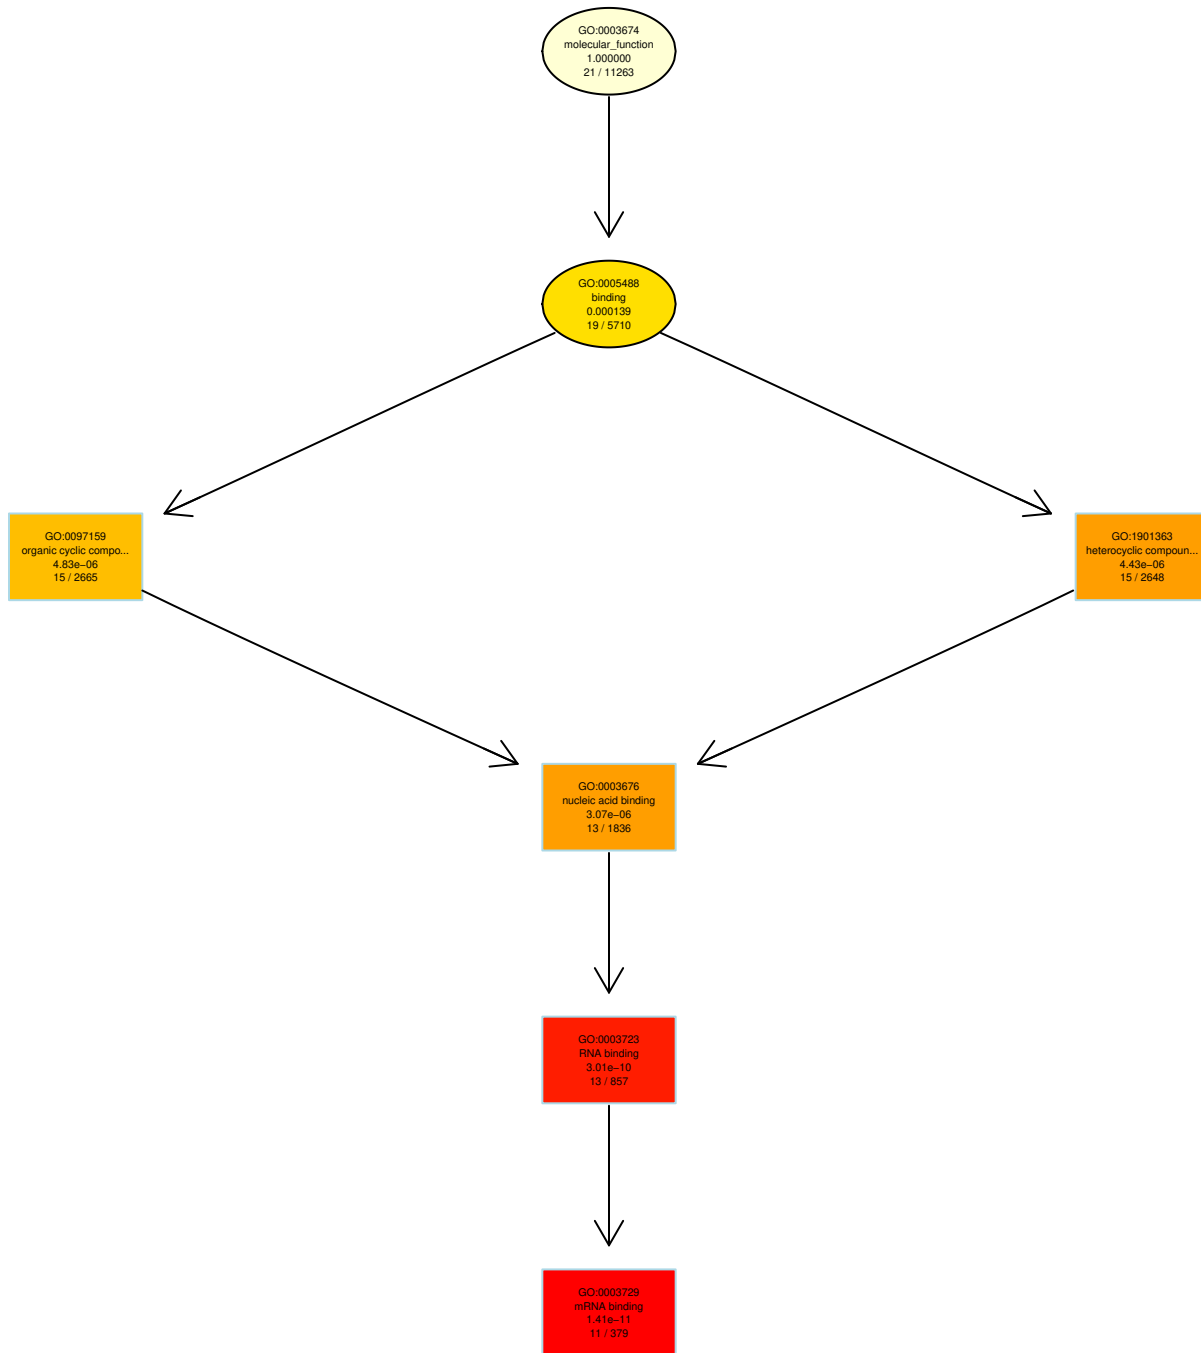 GO:0003674
molecular_function
1.000000
21 / 11263
GO:0005488
binding
0.000139
19 / 5710
GO:0097159
organic cyclic compo...
4.83e−06
15 / 2665
GO:1901363
heterocyclic compoun...
4.43e−06
15 / 2648
GO:0003676
nucleic acid binding
3.07e−06
13 / 1836
GO:0003723
RNA binding
3.01e−10
13 / 857
GO:0003729
mRNA binding
1.41e−11
11 / 379